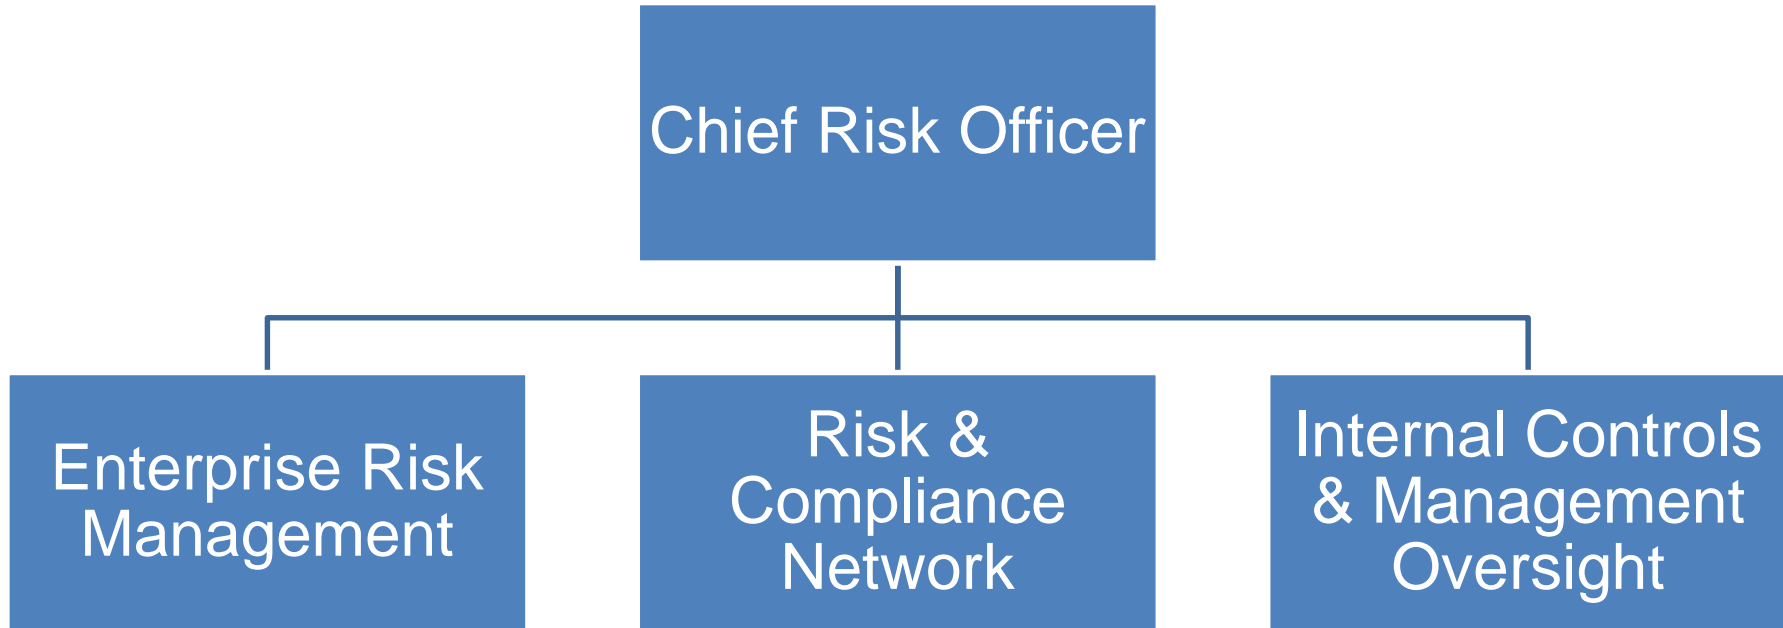 Chief Risk Officer
Enterprise Risk
Management
Risk &
Compliance
Network
Internal Controls
& Management
Oversight